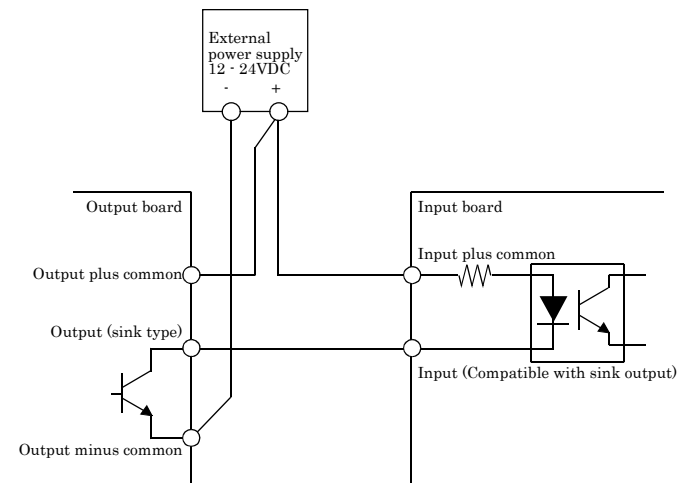 External
power supply
12 - 24VDC
- +
Output board
Input board
Input plus common
Output plus common
Output (sink type)
Input (Compatible with sink output)
Output minus common